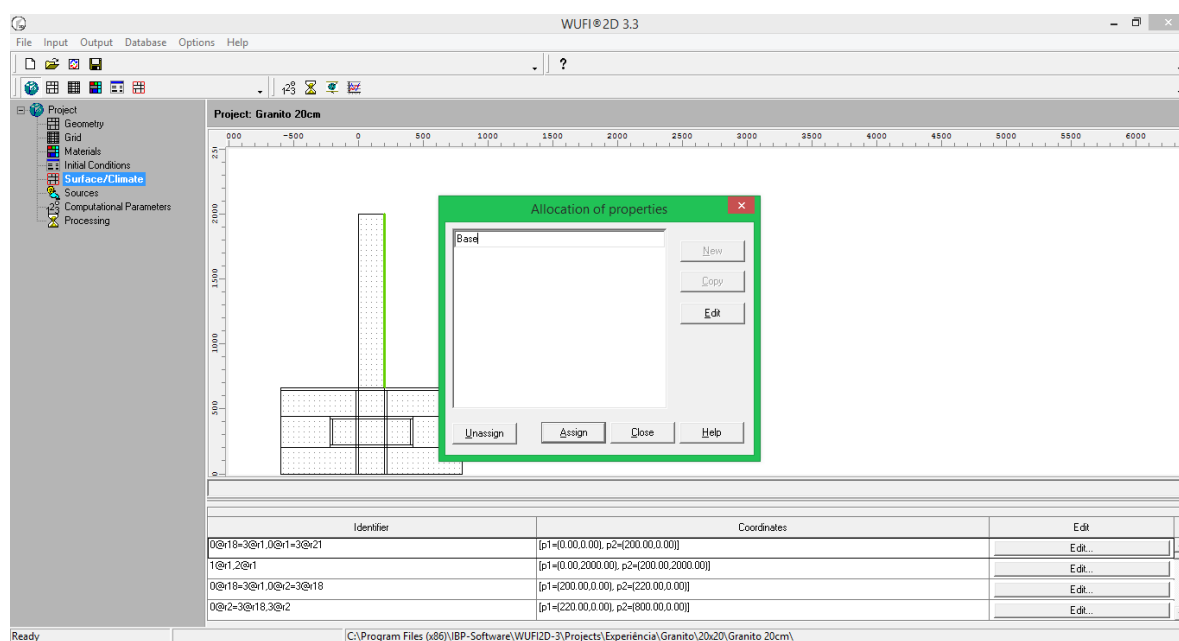 WUFI®2D 3.3
File Input Output Database Options Help
?
Project
Geometry
Grid
Materials
Initial Conditions
Surface/Climate
Sources
Computational Parameters
Processing
Project: Granito 20cm
000 -500 0 500 1000 1500 2000 2500 3000 3500 4000 4500 5000 5500 6000
251
2000
1500
1000
500
0
Allocation of properties
Base
New
Copy
Edit
Unassign Assign Close Help
Identifier Coordinates Edit
0@r18=3@r1,0@r1=3@r21 [p1=(0.00,0.00), p2=(200.00,0.00)] Edit...
1@r1,2@r1 [p1=(0.00,2000.00), p2=(200.00,2000.00)] Edit...
0@r18=3@r1,0@r2=3@r18 [p1=(200.00,0.00), p2=(220.00,0.00)] Edit...
0@r2=3@r18,3@r2 [p1=(220.00,0.00), p2=(800.00,0.00)] Edit...
Ready C:\Program Files (x86)\IBP-Software\WUFI2D-3\Projects\Experiência\Granito\20x20\Granito 20cm\